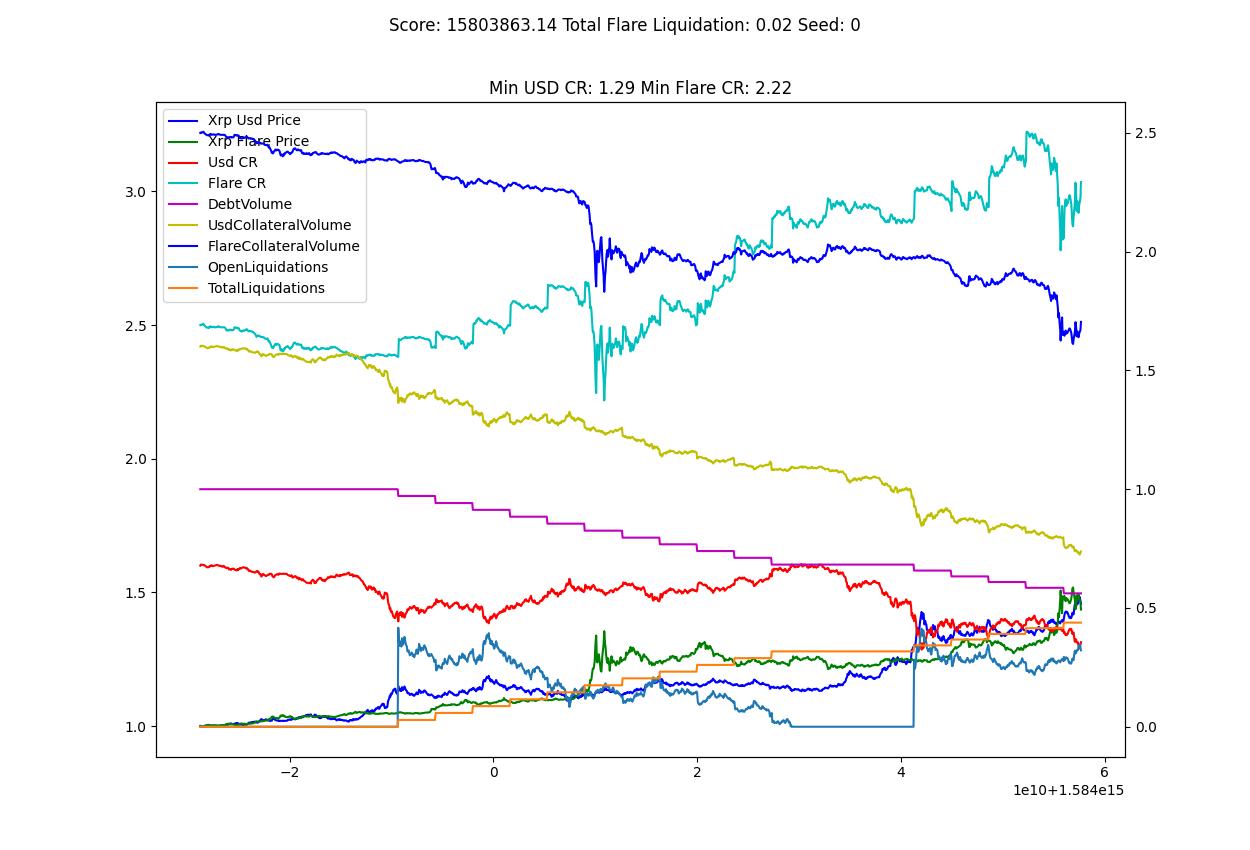 Score: 15803863.14 Total Flare Liquidation: 0.02 Seed: 0
Min USD CR: 1.29 Min Flare CR: 2.22
Xrp Usd Price
Xrp Flare Price
Usd CR
Flare CR
DebtVolume
UsdCollateralVolume
FlareCollateralVolume
OpenLiquidations
TotalLiquidations
3.0
2.5
2.0
1.5
1.0
2.5
2.0
1.5
1.0
0.5
0.0
−2
0
2
4
6
1e10+1.584e15